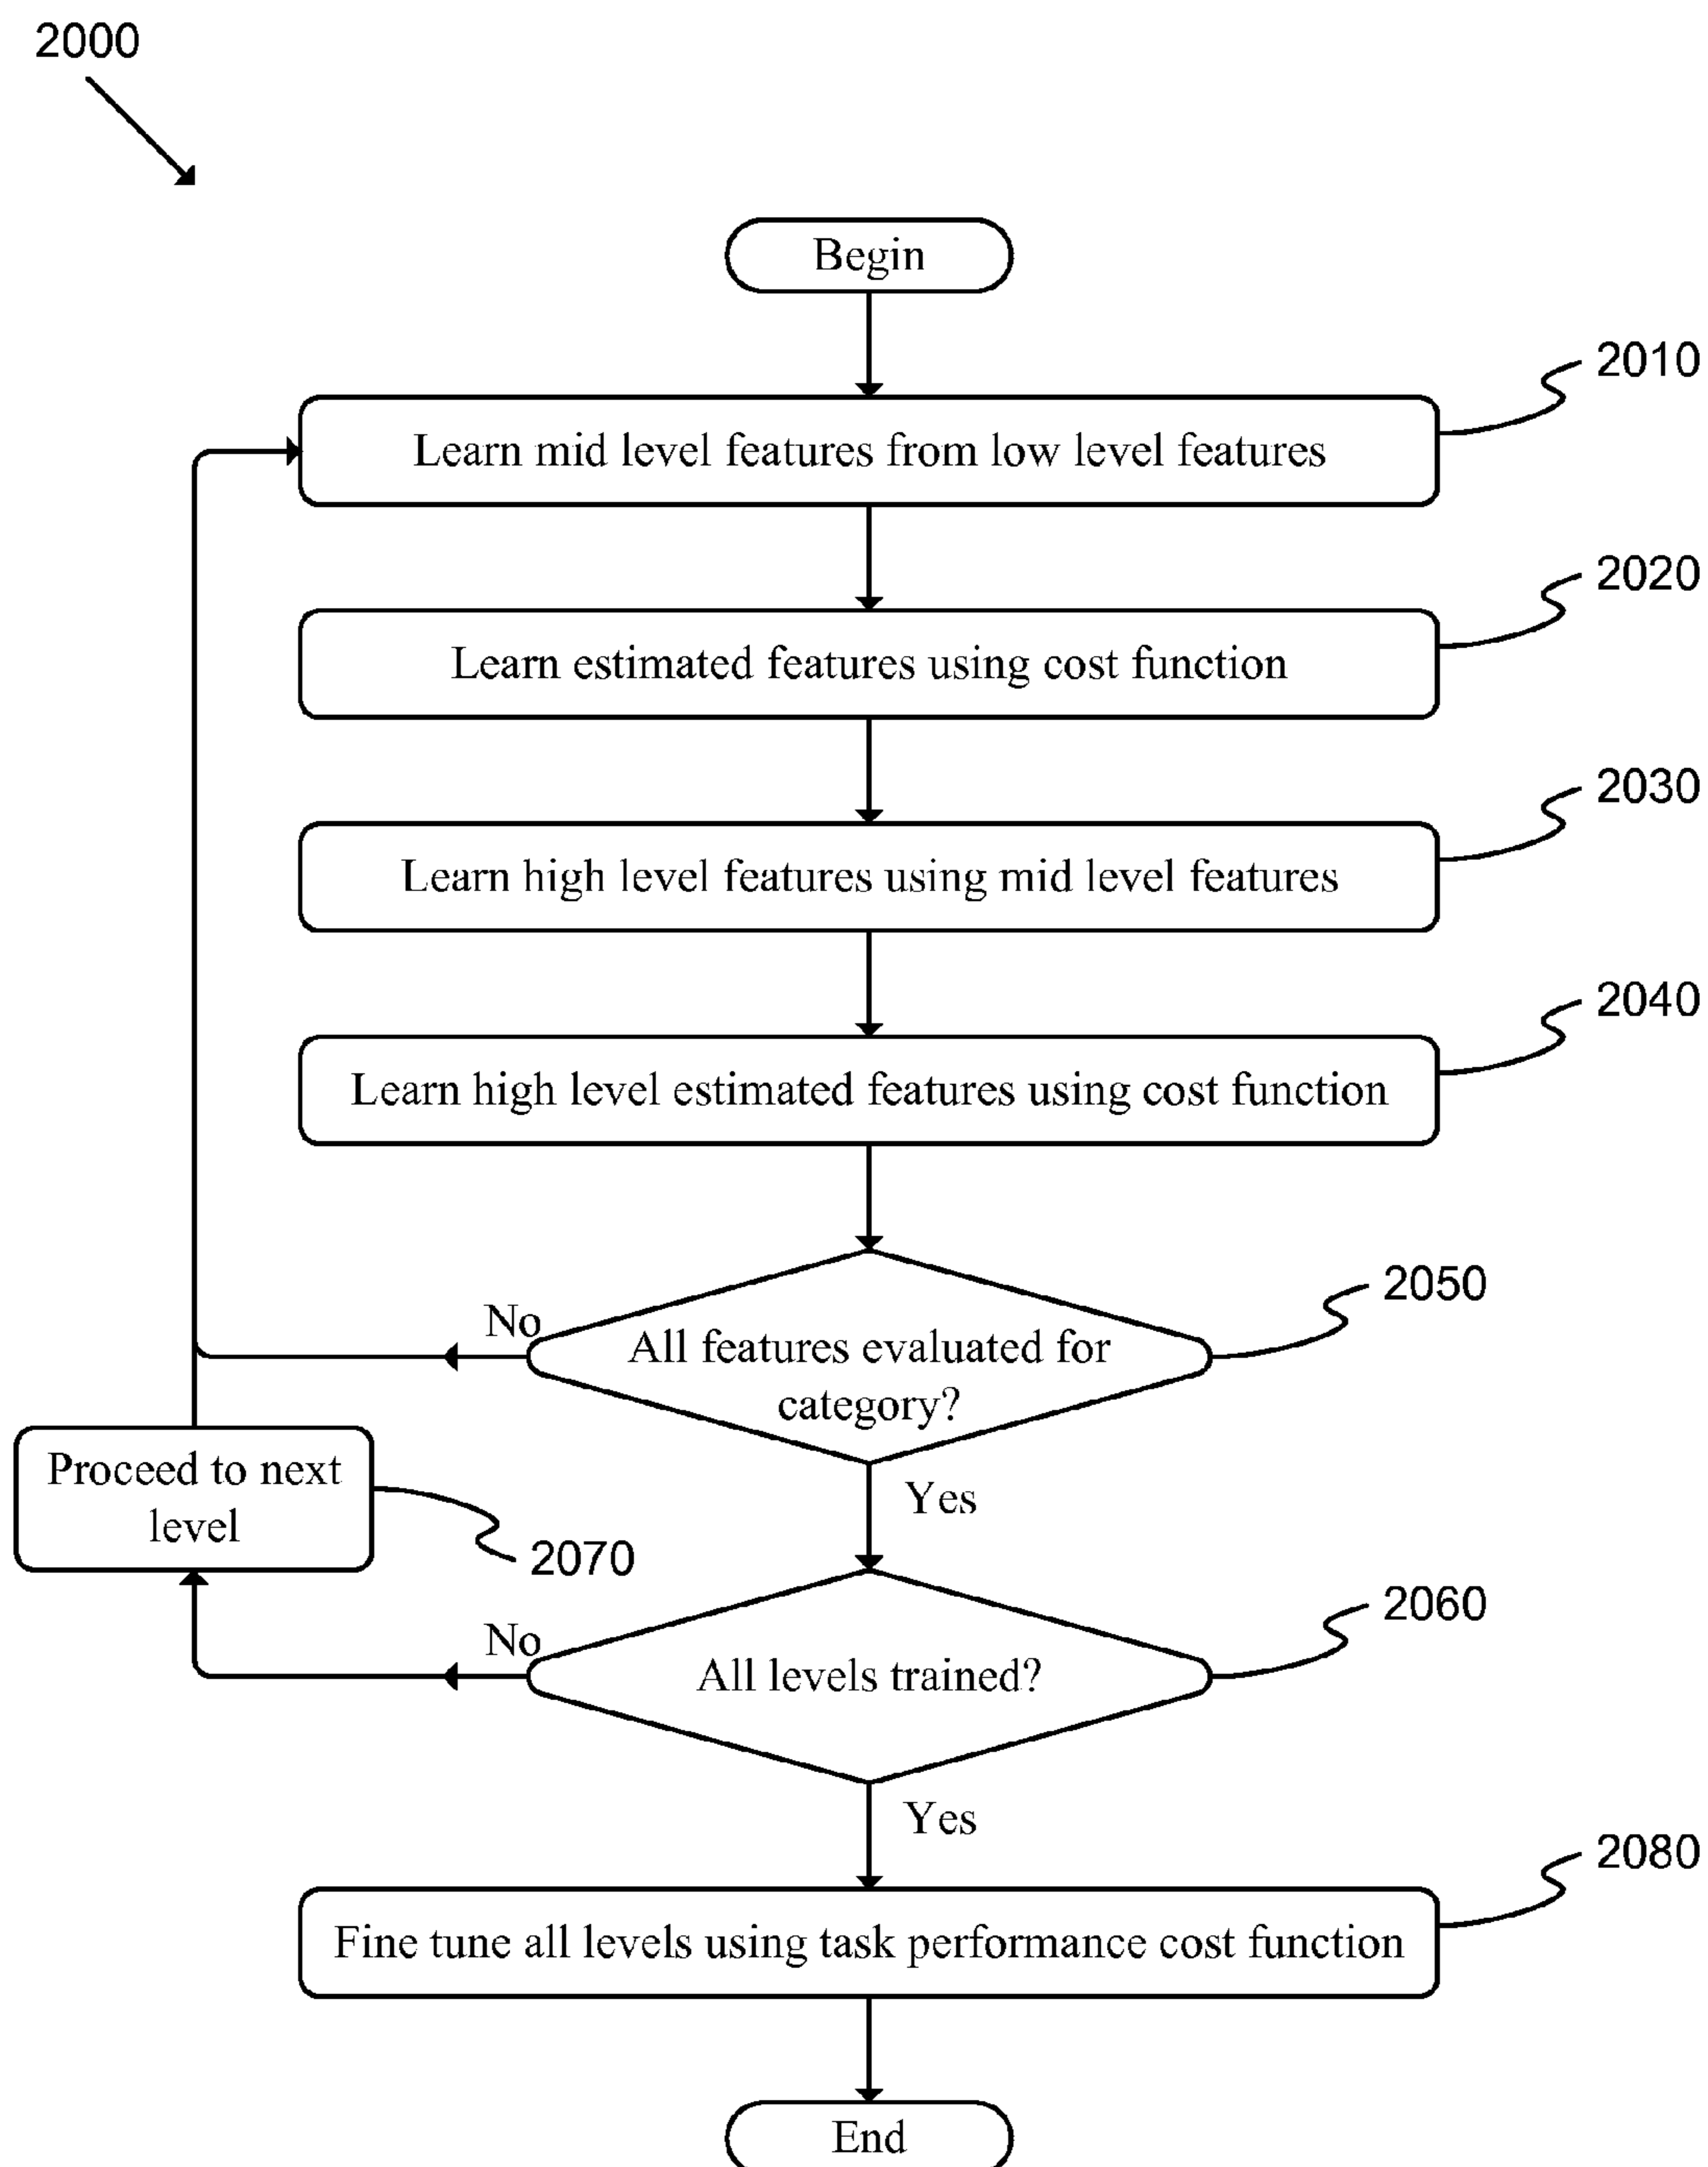 2000
Begin
2010
Learn mid level features from low level features
2020
Learn estimated features using cost function
2030
Learn high level features using mid level features
2040
Learn high level estimated features using cost function
2050
No
All features evaluated for
category?
Proceed to next
level
Yes
2070
2060
No
All levels trained?
Yes
2080
Fine tune all levels using task performance cost function
End